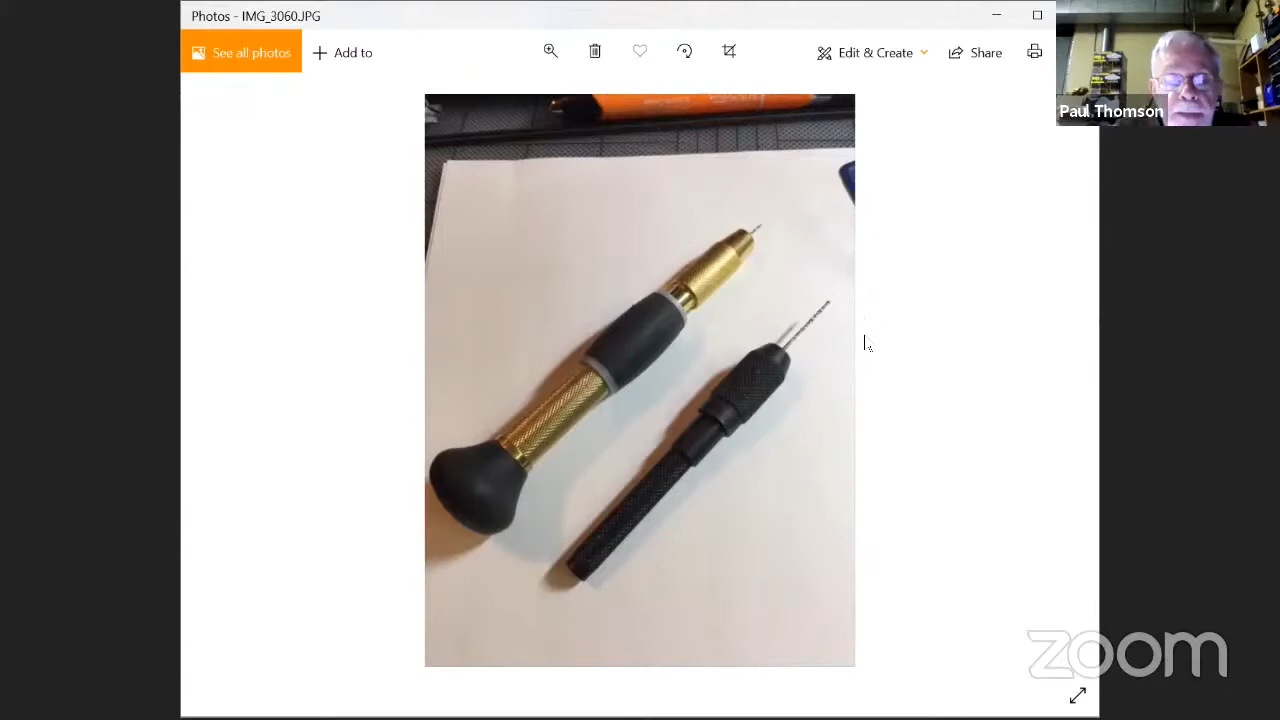 Photos - IMG_3060.JPG
See all photos
Add to
Edit & Create
Share
Paul Thomson
zoom